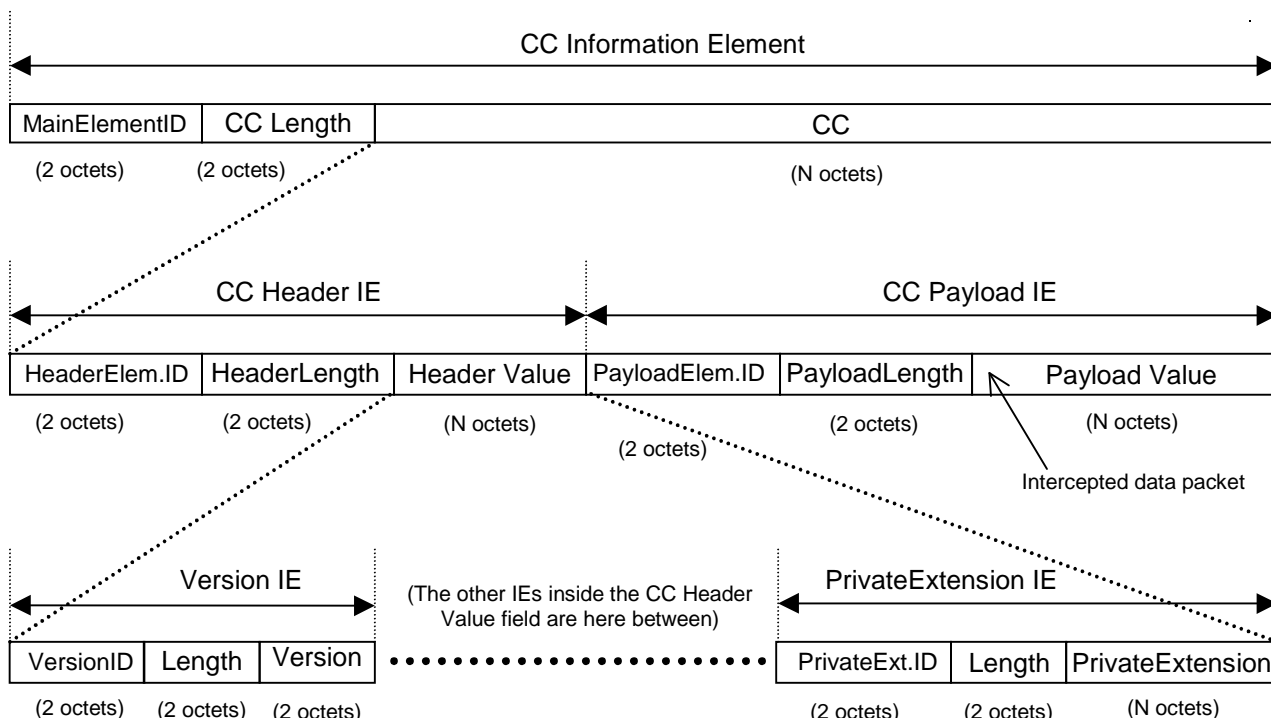 CC Information Element
MainElementID CC Length CC
(2 octets) (2 octets) (N octets)
CC Header IE CC Payload IE
HeaderElem.ID HeaderLength Header Value PayloadElem.ID PayloadLength Payload Value
(2 octets) (2 octets) (N octets) (2 octets) (2 octets) (N octets)
Intercepted data packet
Version IE (The other IEs inside the CC Header PrivateExtension IE
Value field are here between)
VersionID Length Version PrivateExt.ID Length PrivateExtension
(2 octets) (2 octets) (2 octets) (2 octets) (2 octets) (N octets)